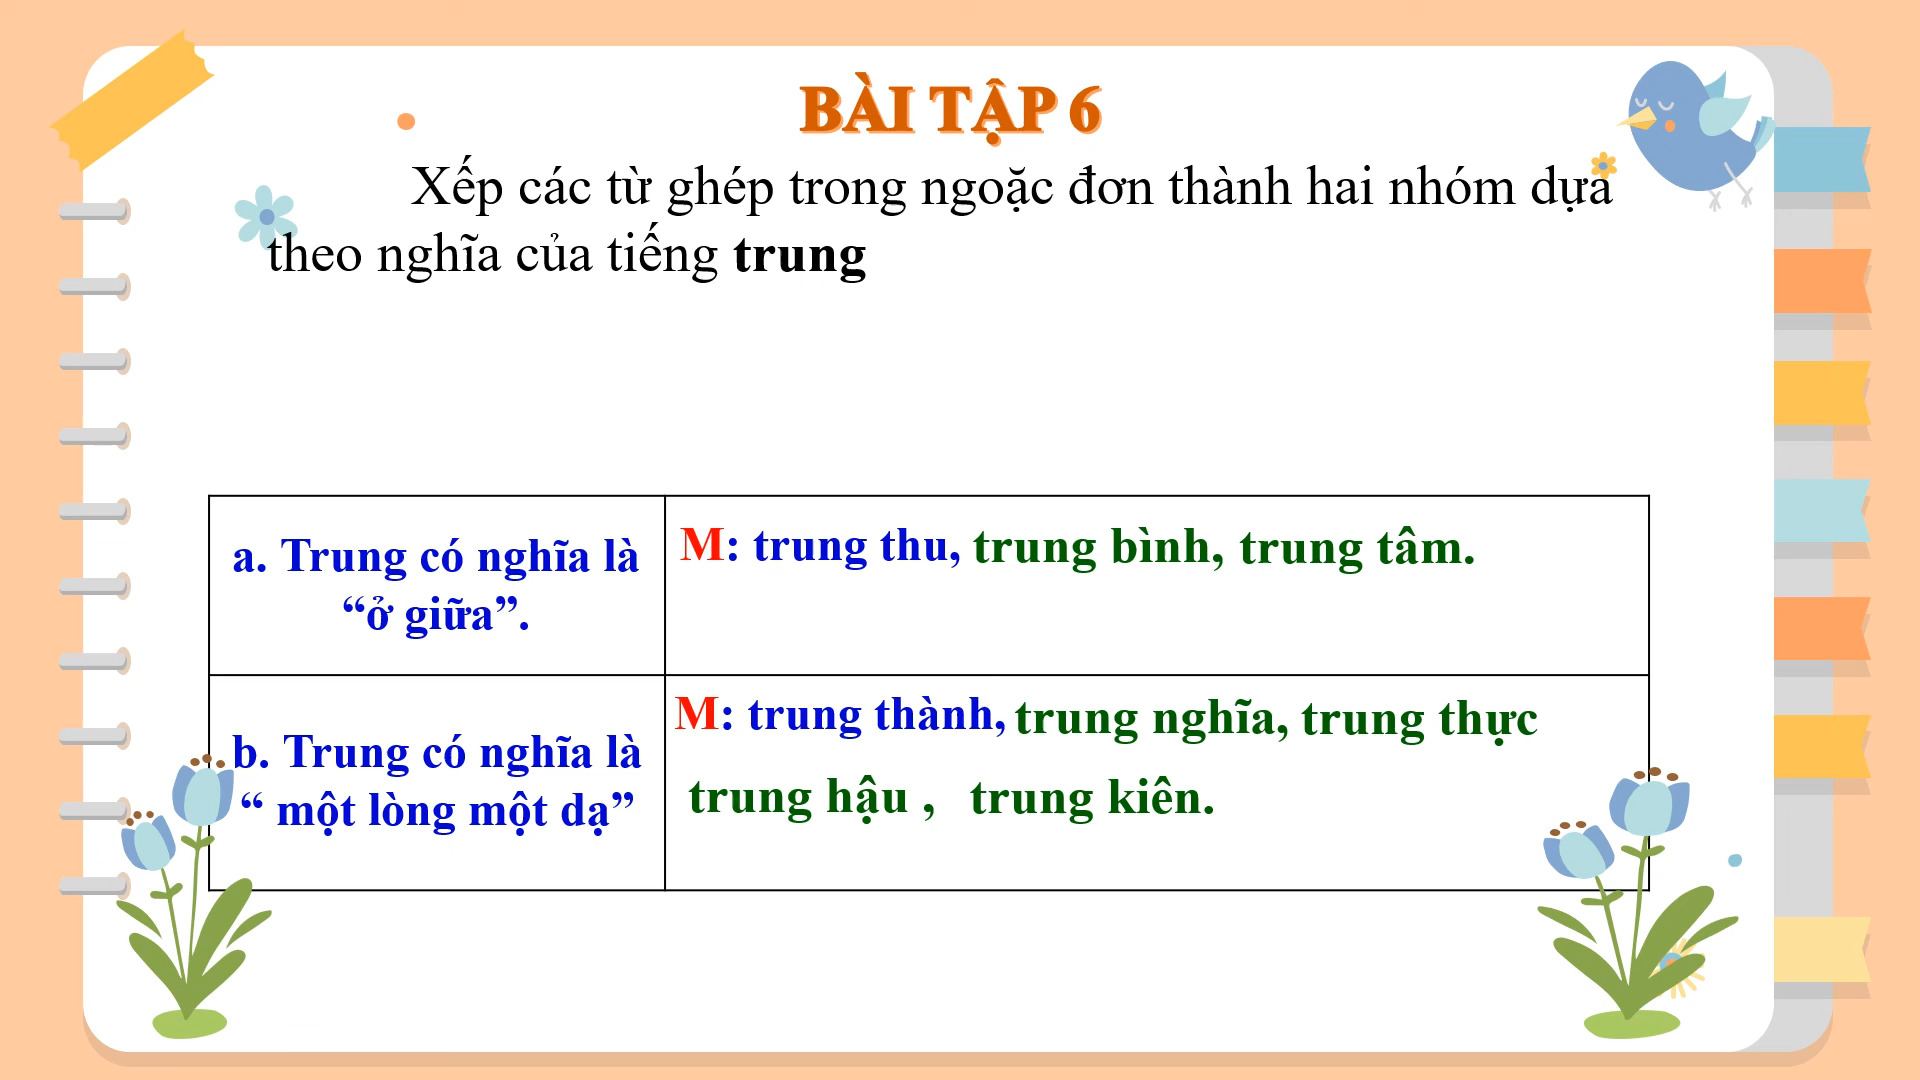 BÀI TẬP 6
Xếp các từ ghép trong ngoặc đơn thành hai nhóm dựa
theo nghĩa của tiếng trung
a. Trung có nghĩa là
“ở giữa”.
M: trung thu, trung bình, trung tâm.
b. Trung có nghĩa là
“ một lòng một dạ”
M: trung thành, trung nghĩa, trung thực
trung hậu , trung kiên.